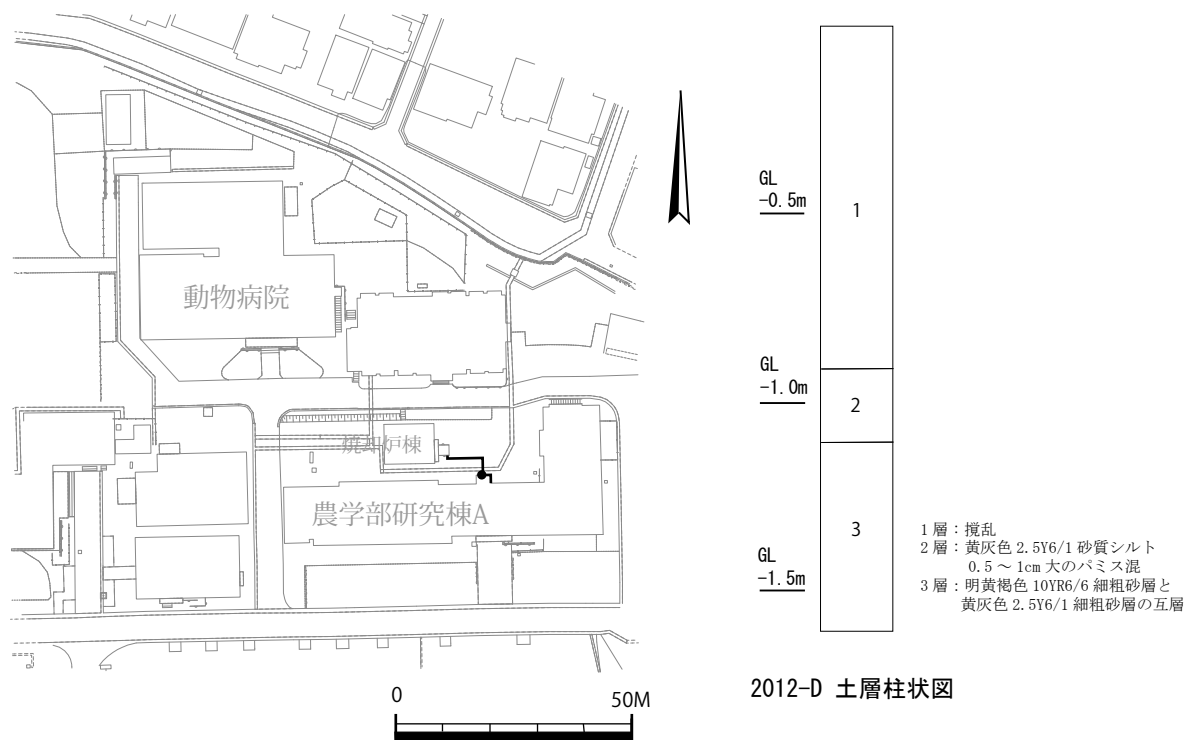 動物病院
焼却炉棟
農学部研究棟A
0
50M
GL
-0.5m
GL
-1.0m
GL
-1.5m
1
2
3
1層：撹乱
2層：黄灰色 2.5Y6/1 砂質シルト
0.5～1cm 大のパミス混
3層：明黄褐色 10YR6/6 細粗砂層と
黄灰色 2.5Y6/1 細粗砂層の互層
2012-D 土層柱状図